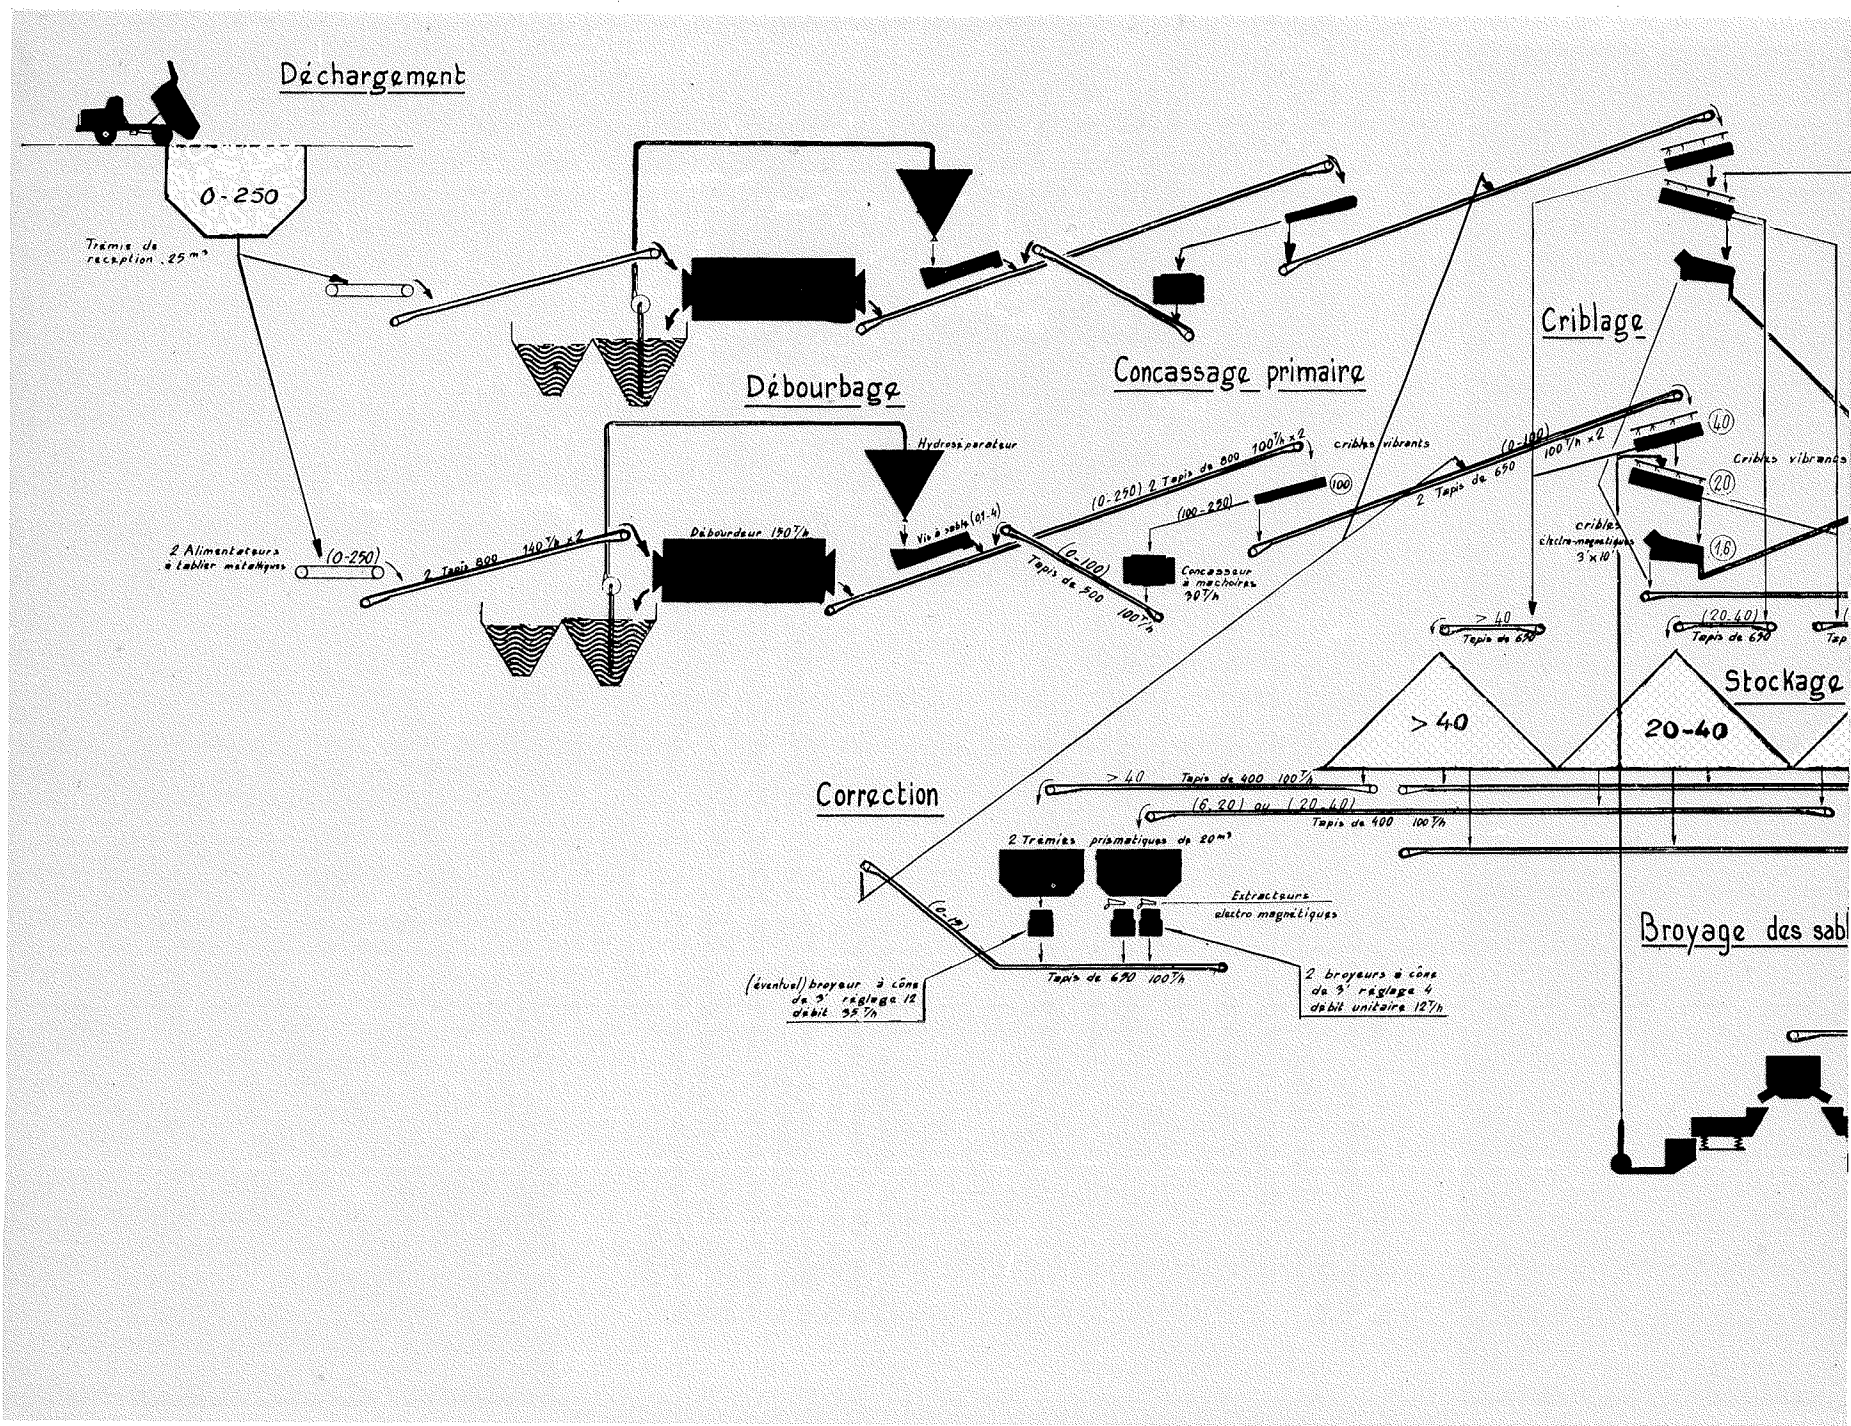 Déchargement
0-250
Trémie de
reception. 25 m³
Criblage
Concassage primaire
Débourbage
Hydroséparateur
cribles vibrants
(0-250) 2 Tapis de 800 100 T/h x 2
(0-100)
2 Tapis de 650 100 T/h x 2
40
Cribles vibrants
20
100
(100-250)
Vis à sable (0,1-4)
2 Alimentateurs
à tablier métalliques
(0-250)
2 Tapis 800 140 T/h x 2
Débourdeur 150 T/h
(0-100)
Tapis de 500 100 T/h
Concasseur
à machoires
30 T/h
cribles
électro-magnétiques
3' x 10'
1,6
> 40
Tapis de 650
(20-40)
Tapis de 650
Tap
Stockage
> 40
20-40
Correction
> 40 Tapis de 400 100 T/h
(6,20) ou (20-40)
Tapis de 400 100 T/h
2 Trémies prismatiques de 20 m³
Extracteurs
electro magnétiques
Broyage des sabl
Tapis de 650 100 T/h
(éventuel) broyeur à cône
de 3' réglage 12
débit 35 T/h
2 broyeurs à cône
de 3' réglage 4
débit unitaire 12 T/h